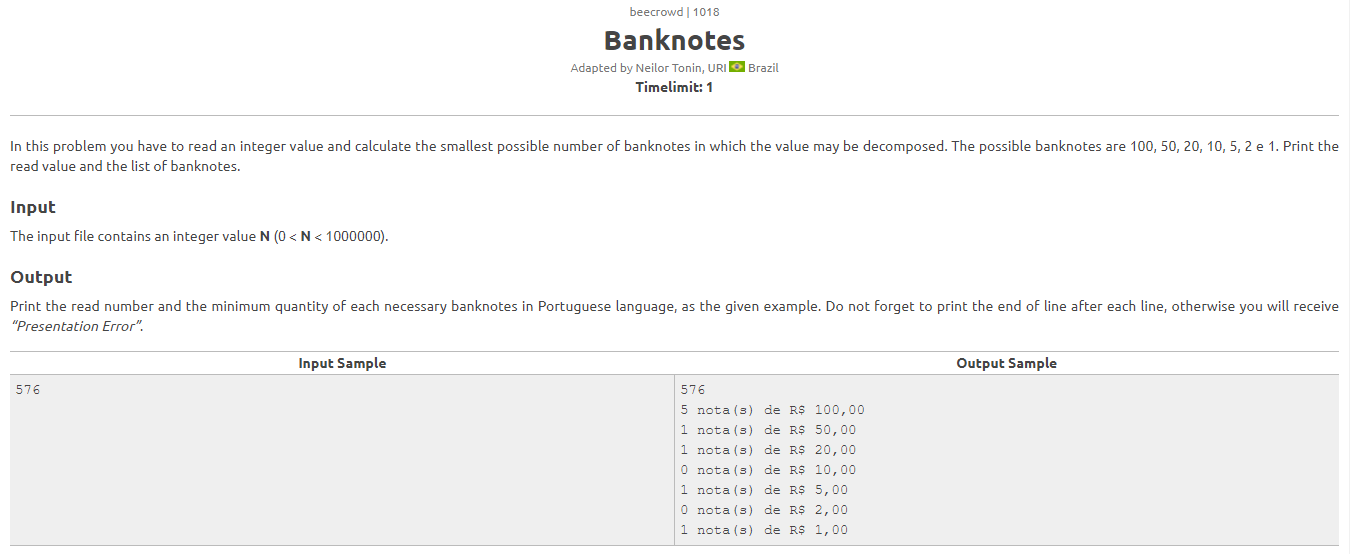 beecrowd | 1018
Banknotes
Adapted by Neilor Tonin, URI Brazil
Timelimit: 1
In this problem you have to read an integer value and calculate the smallest possible number of banknotes in which the value may be decomposed. The possible banknotes are 100, 50, 20, 10, 5, 2 e 1. Print the
read value and the list of banknotes.
Input
The input file contains an integer value N (0 < N < 1000000).
Output
Print the read number and the minimum quantity of each necessary banknotes in Portuguese language, as the given example. Do not forget to print the end of line after each line, otherwise you will receive
“Presentation Error”.
Input Sample
Output Sample
576
576
5 nota(s) de R$ 100,00
1 nota(s) de R$ 50,00
1 nota(s) de R$ 20,00
0 nota(s) de R$ 10,00
1 nota(s) de R$ 5,00
0 nota(s) de R$ 2,00
1 nota(s) de R$ 1,00